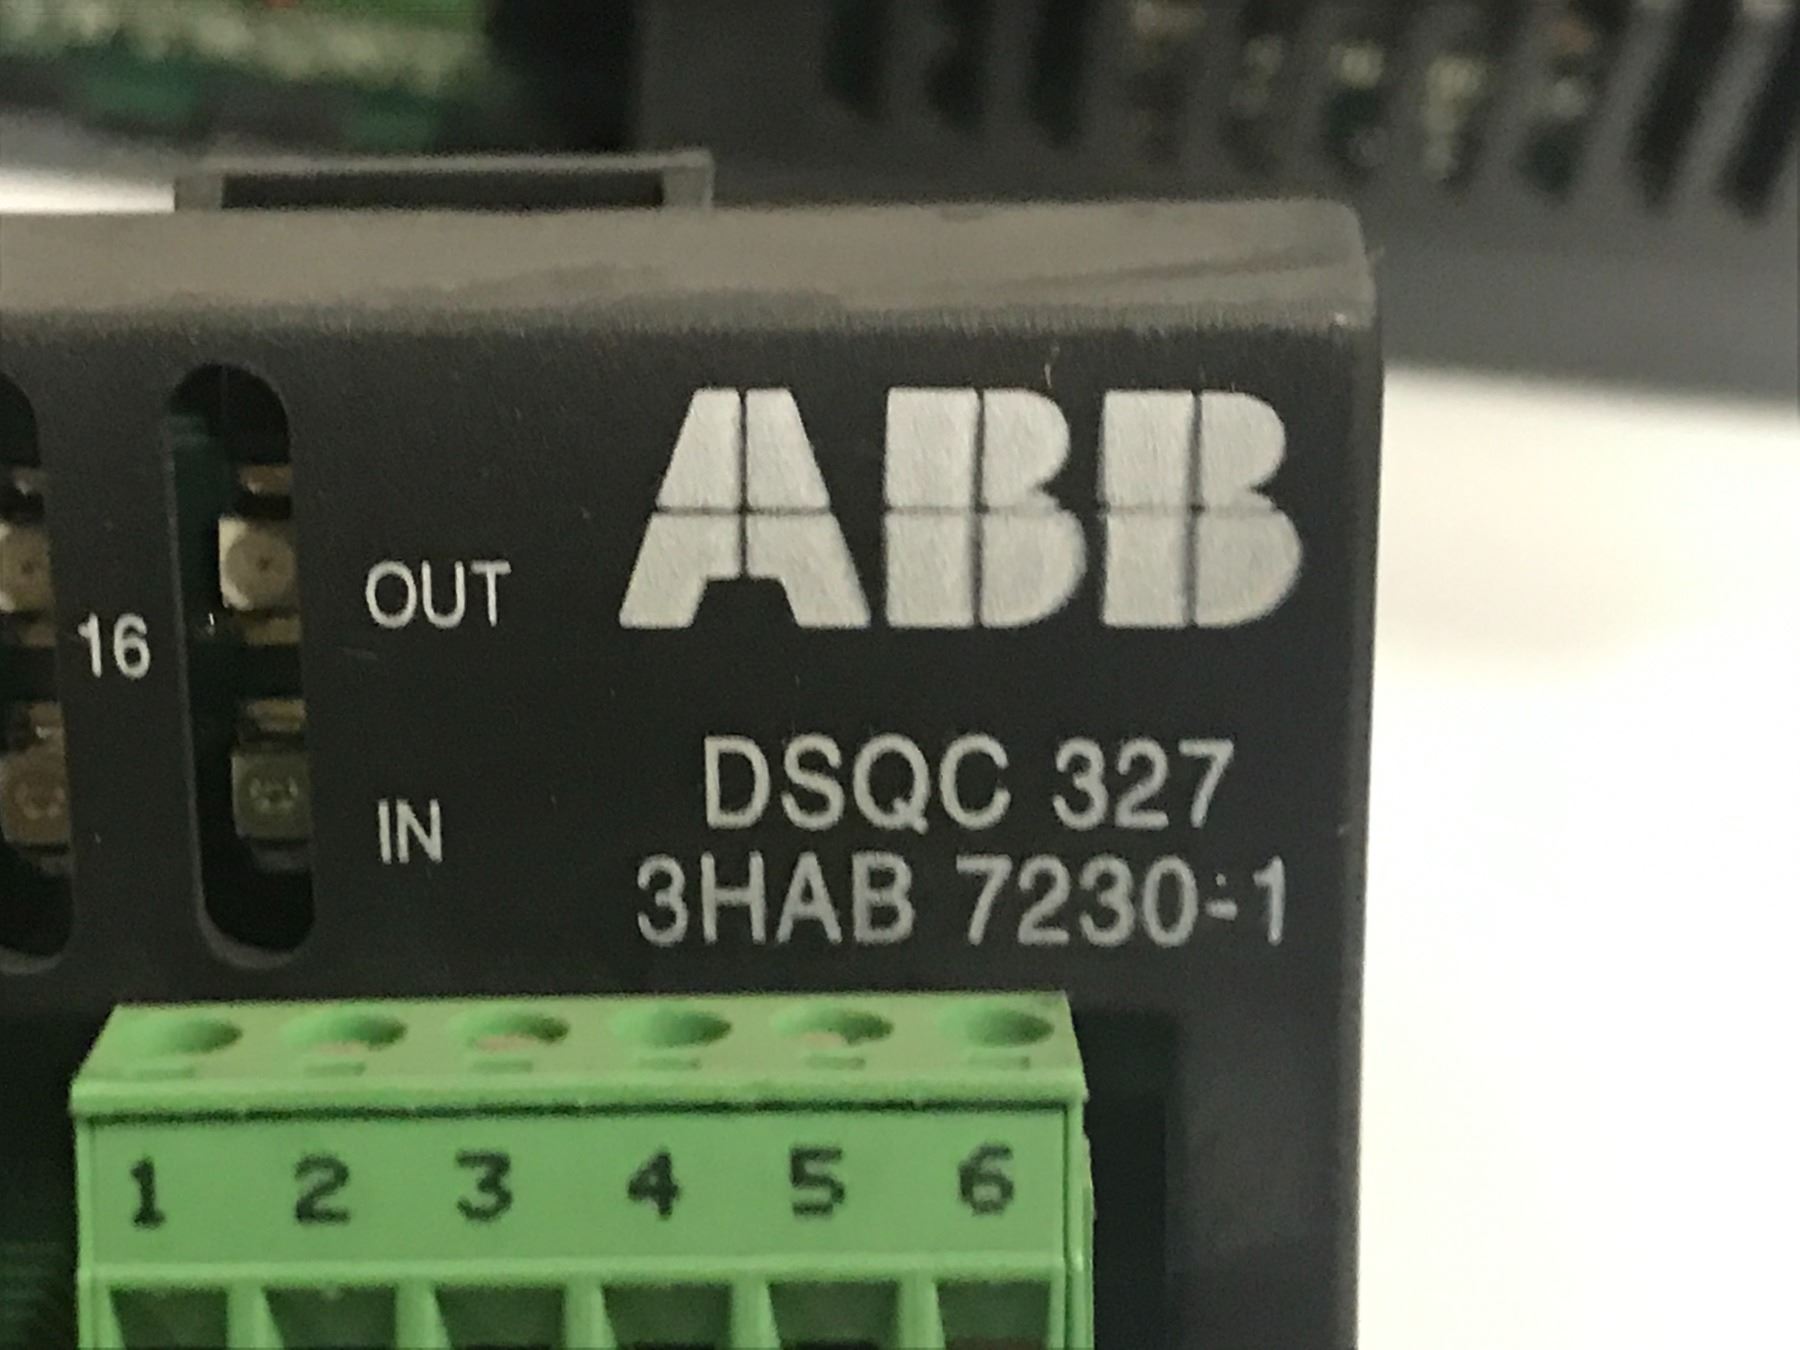 ABB
OUT
16
IN
DSQC 327
3HAB 7230-1
1 2 3 4 5 6